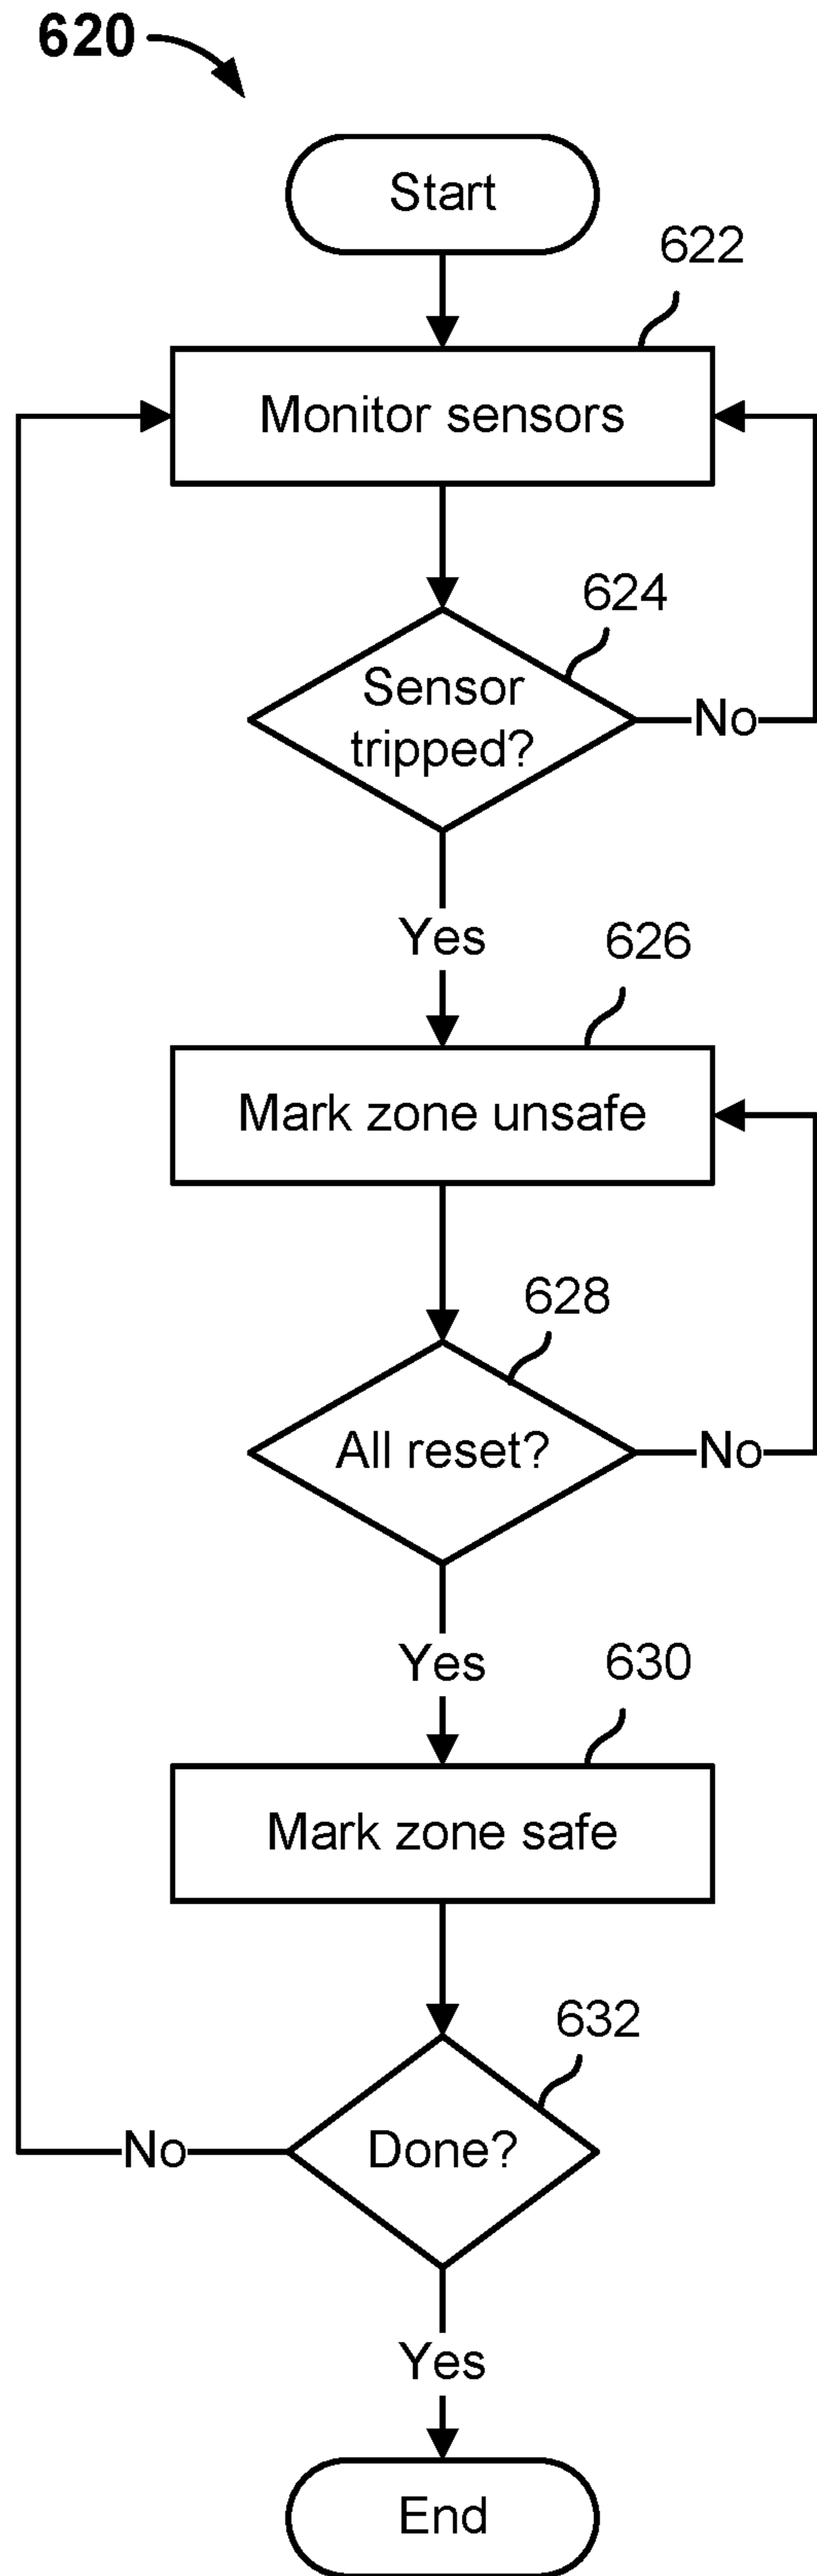 620
Start
622
Monitor sensors
624
Sensor
tripped?
No
Yes
626
Mark zone unsafe
628
All reset?
No
Yes
630
Mark zone safe
632
Done?
No
Yes
End